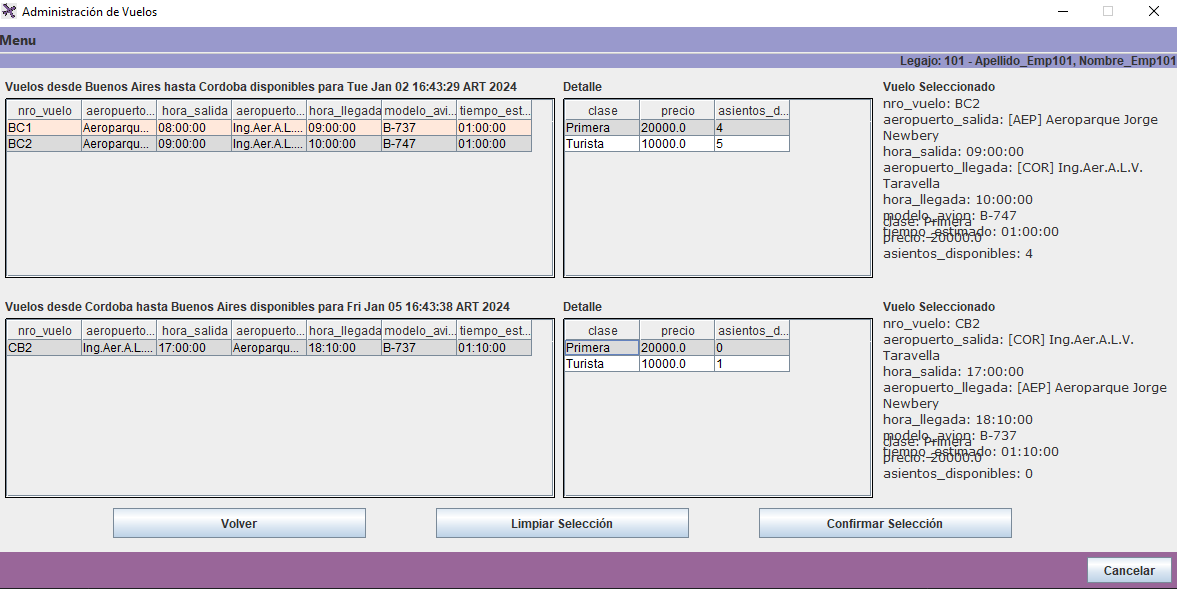 Administración de Vuelos
Menu
Legajo: 101 - Apellido_Emp101, Nombre_Emp101
Vuelos desde Buenos Aires hasta Cordoba disponibles para Tue Jan 02 16:43:29 ART 2024
nro_vuelo aeropuerto... hora_salida aeropuerto... hora_llegada modelo_avi... tiempo_est...
BC1 Aeroparqu... 08:00:00 Ing.Aer.A.L.... 09:00:00 B-737 01:00:00
BC2 Aeroparqu... 09:00:00 Ing.Aer.A.L.... 10:00:00 B-747 01:00:00
Detalle
clase precio asientos_d...
Primera 20000.0 4
Turista 10000.0 5
Vuelo Seleccionado
nro_vuelo: BC2
aeropuerto_salida: [AEP] Aeroparque Jorge
Newbery
hora_salida: 09:00:00
aeropuerto_llegada: [COR] Ing.Aer.A.L.V.
Taravella
hora_llegada: 10:00:00
modelo_avion: B-747
clase: Primera
tiempo_estimado: 01:00:00
precio: 20000.0
asientos_disponibles: 4
Vuelos desde Cordoba hasta Buenos Aires disponibles para Fri Jan 05 16:43:38 ART 2024
nro_vuelo aeropuerto... hora_salida aeropuerto... hora_llegada modelo_avi... tiempo_est...
CB2 Ing.Aer.A.L.... 17:00:00 Aeroparqu... 18:10:00 B-737 01:10:00
Detalle
clase precio asientos_d...
Primera 20000.0 0
Turista 10000.0 1
Vuelo Seleccionado
nro_vuelo: CB2
aeropuerto_salida: [COR] Ing.Aer.A.L.V.
Taravella
hora_salida: 17:00:00
aeropuerto_llegada: [AEP] Aeroparque Jorge
Newbery
hora_llegada: 18:10:00
modelo_avion: B-737
clase: Primera
tiempo_estimado: 01:10:00
precio: 20000.0
asientos_disponibles: 0
Volver
Limpiar Selección
Confirmar Selección
Cancelar